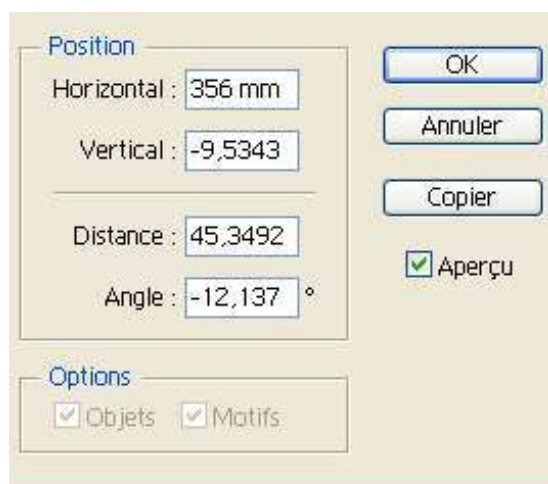 Position
Horizontal : 356 mm
Vertical : -9,5343
Distance : 45,3492
Angle : -12,137 °
OK
Annuler
Copier
Aperçu
Options
Objets Motifs